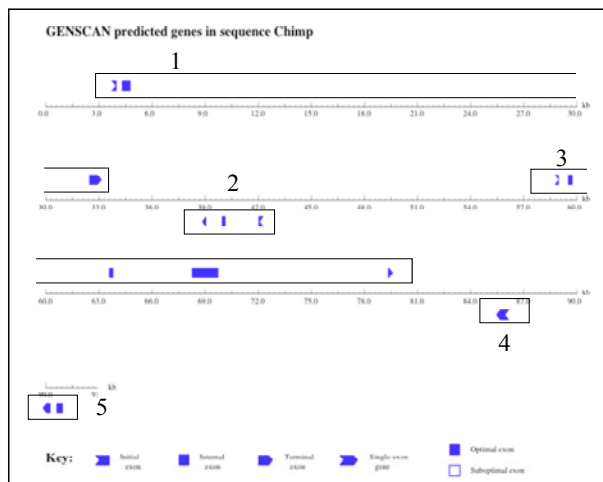 GENSCAN predicted genes in sequence Chimp
1
kb
0.0 3.0 6.0 9.0 12.0 15.0 18.0 21.0 24.0 27.0 30.0
3
2
kb
30.0 33.0 36.0 39.0 42.0 45.0 48.0 51.0 54.0 57.0 60.0
kb
60.0 63.0 66.0 69.0 72.0 75.0 78.0 81.0 84.0 87.0 90.0
4
kb
90.0 9
5
Key: Initial exon Internal exon Terminal exon Single-exon gene Optimal exon
Suboptimal exon